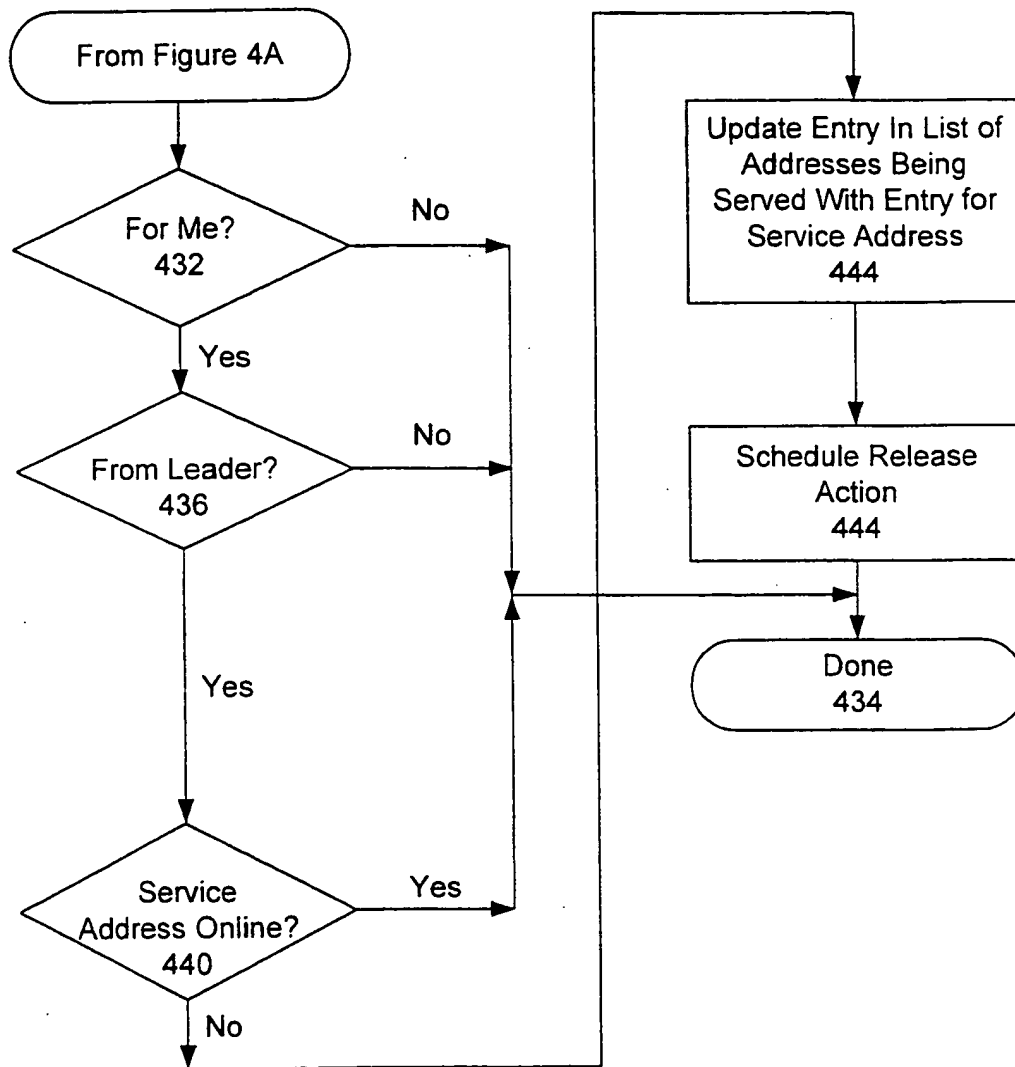 From Figure 4A
For Me?
432
No
Yes
From Leader?
436
No
Yes
Service
Address Online?
440
Yes
No
Update Entry In List of
Addresses Being
Served With Entry for
Service Address
444
Schedule Release
Action
444
Done
434